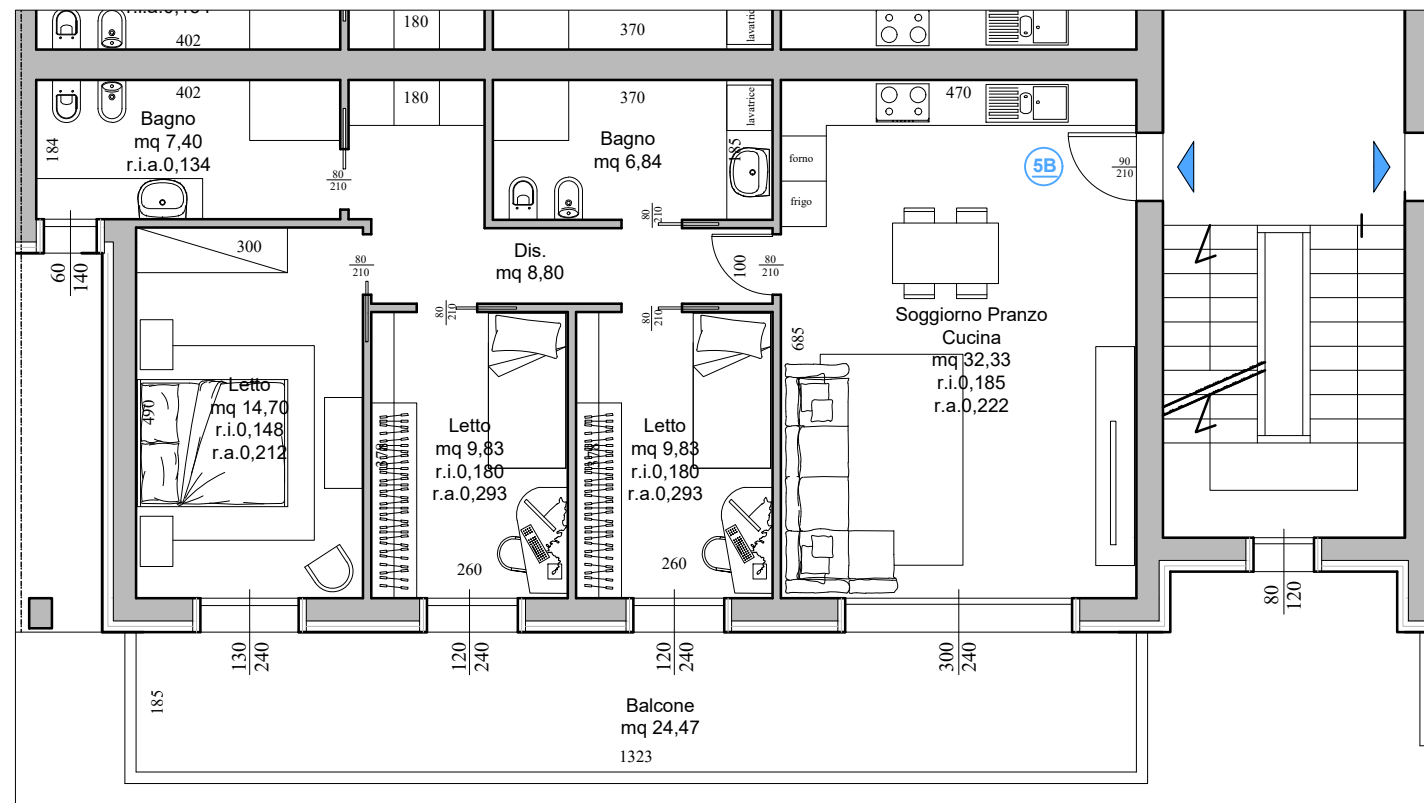 402
180
370
402
180
370
470
lavatrice
lavatrice
Bagno
mq 7,40
r.i.a.0,134
184
Bagno
mq 6,84
185
forno
frigo
5B
90
210
80
210
80
210
300
80
210
Dis.
mq 8,80
100
80
210
60
140
80
210
80
210
Soggiorno Pranzo
Cucina
mq 32,33
r.i.0,185
r.a.0,222
685
Letto
mq 14,70
r.i.0,148
r.a.0,212
490
Letto
mq 9,83
r.i.0,180
r.a.0,293
378
260
Letto
mq 9,83
r.i.0,180
r.a.0,293
260
80
120
130
240
120
240
120
240
300
240
185
Balcone
mq 24,47
1323